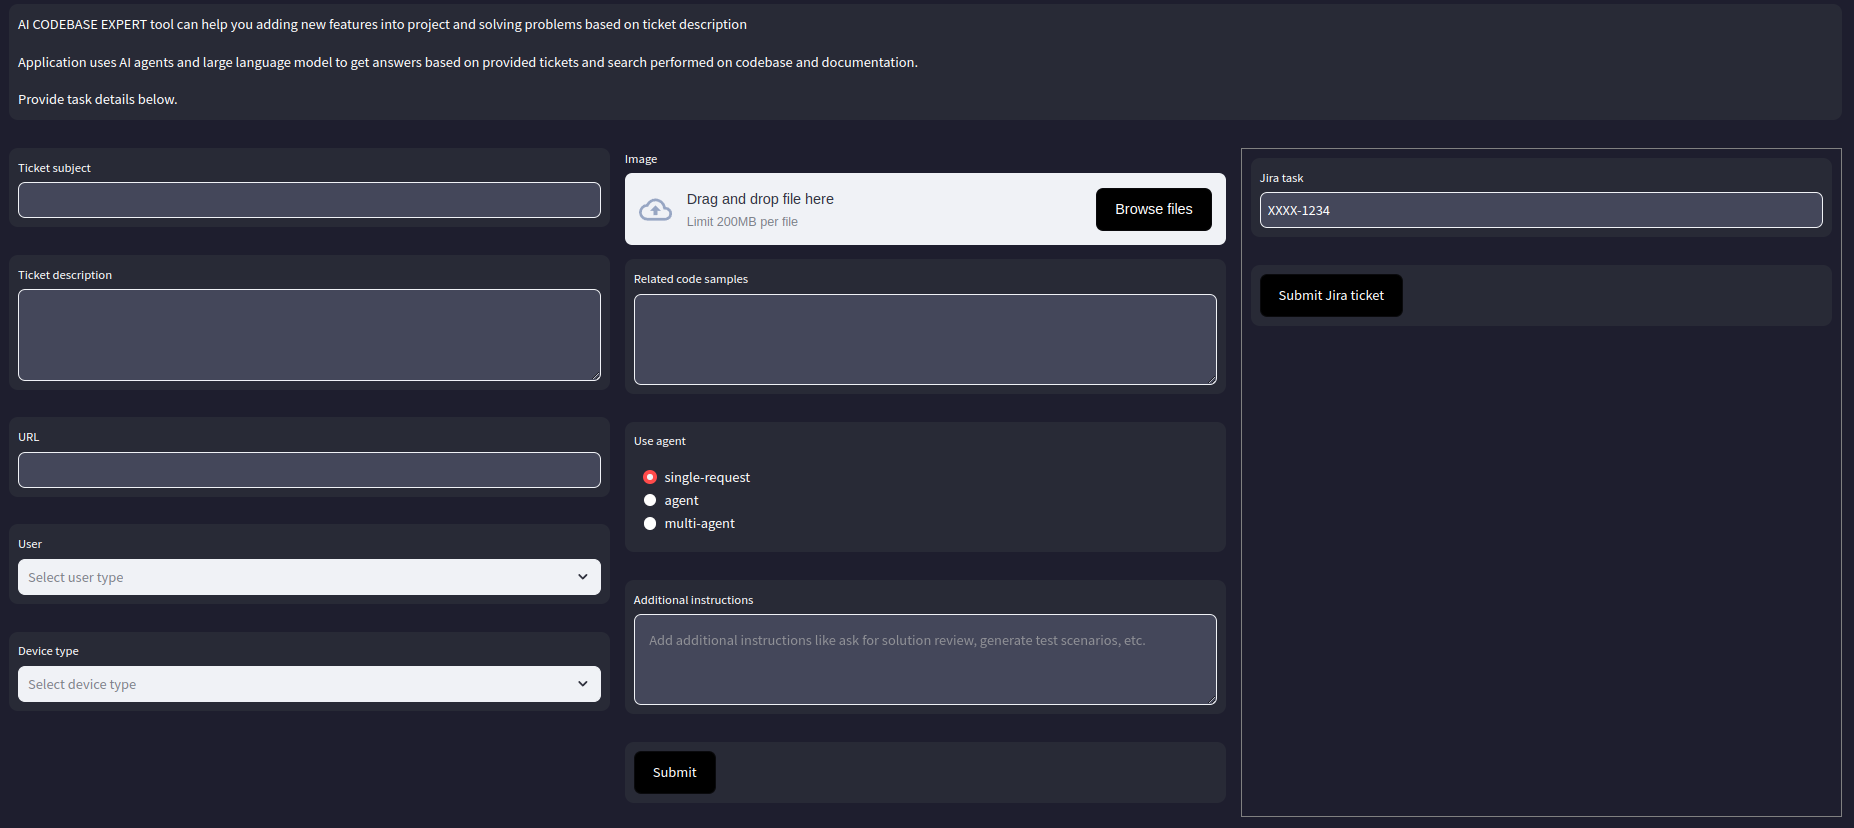 AI CODEBASE EXPERT tool can help you adding new features into project and solving problems based on ticket description
Application uses AI agents and large language model to get answers based on provided tickets and search performed on codebase and documentation.
Provide task details below.
Ticket subject
Ticket description
URL
User
Select user type
Device type
Select device type
Image
Drag and drop file here
Limit 200MB per file
Browse files
Related code samples
Use agent
single-request
agent
multi-agent
Additional instructions
Add additional instructions like ask for solution review, generate test scenarios, etc.
Submit
Jira task
XXXX-1234
Submit Jira ticket